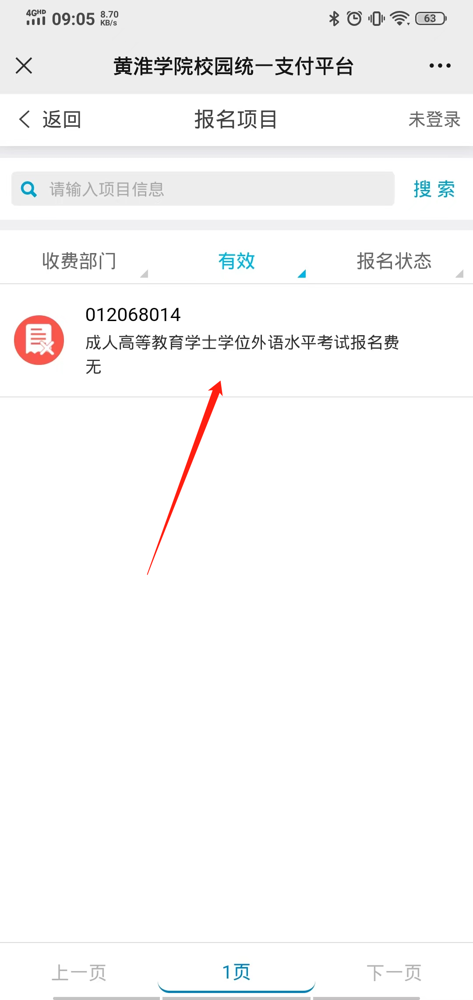 4GHD 09:05 8.70 KB/s 63
黄淮学院校园统一支付平台
返回 报名项目 未登录
请输入项目信息 搜 索
收费部门 有效 报名状态
012068014
成人高等教育学士学位外语水平考试报名费
无
上一页 1页 下一页